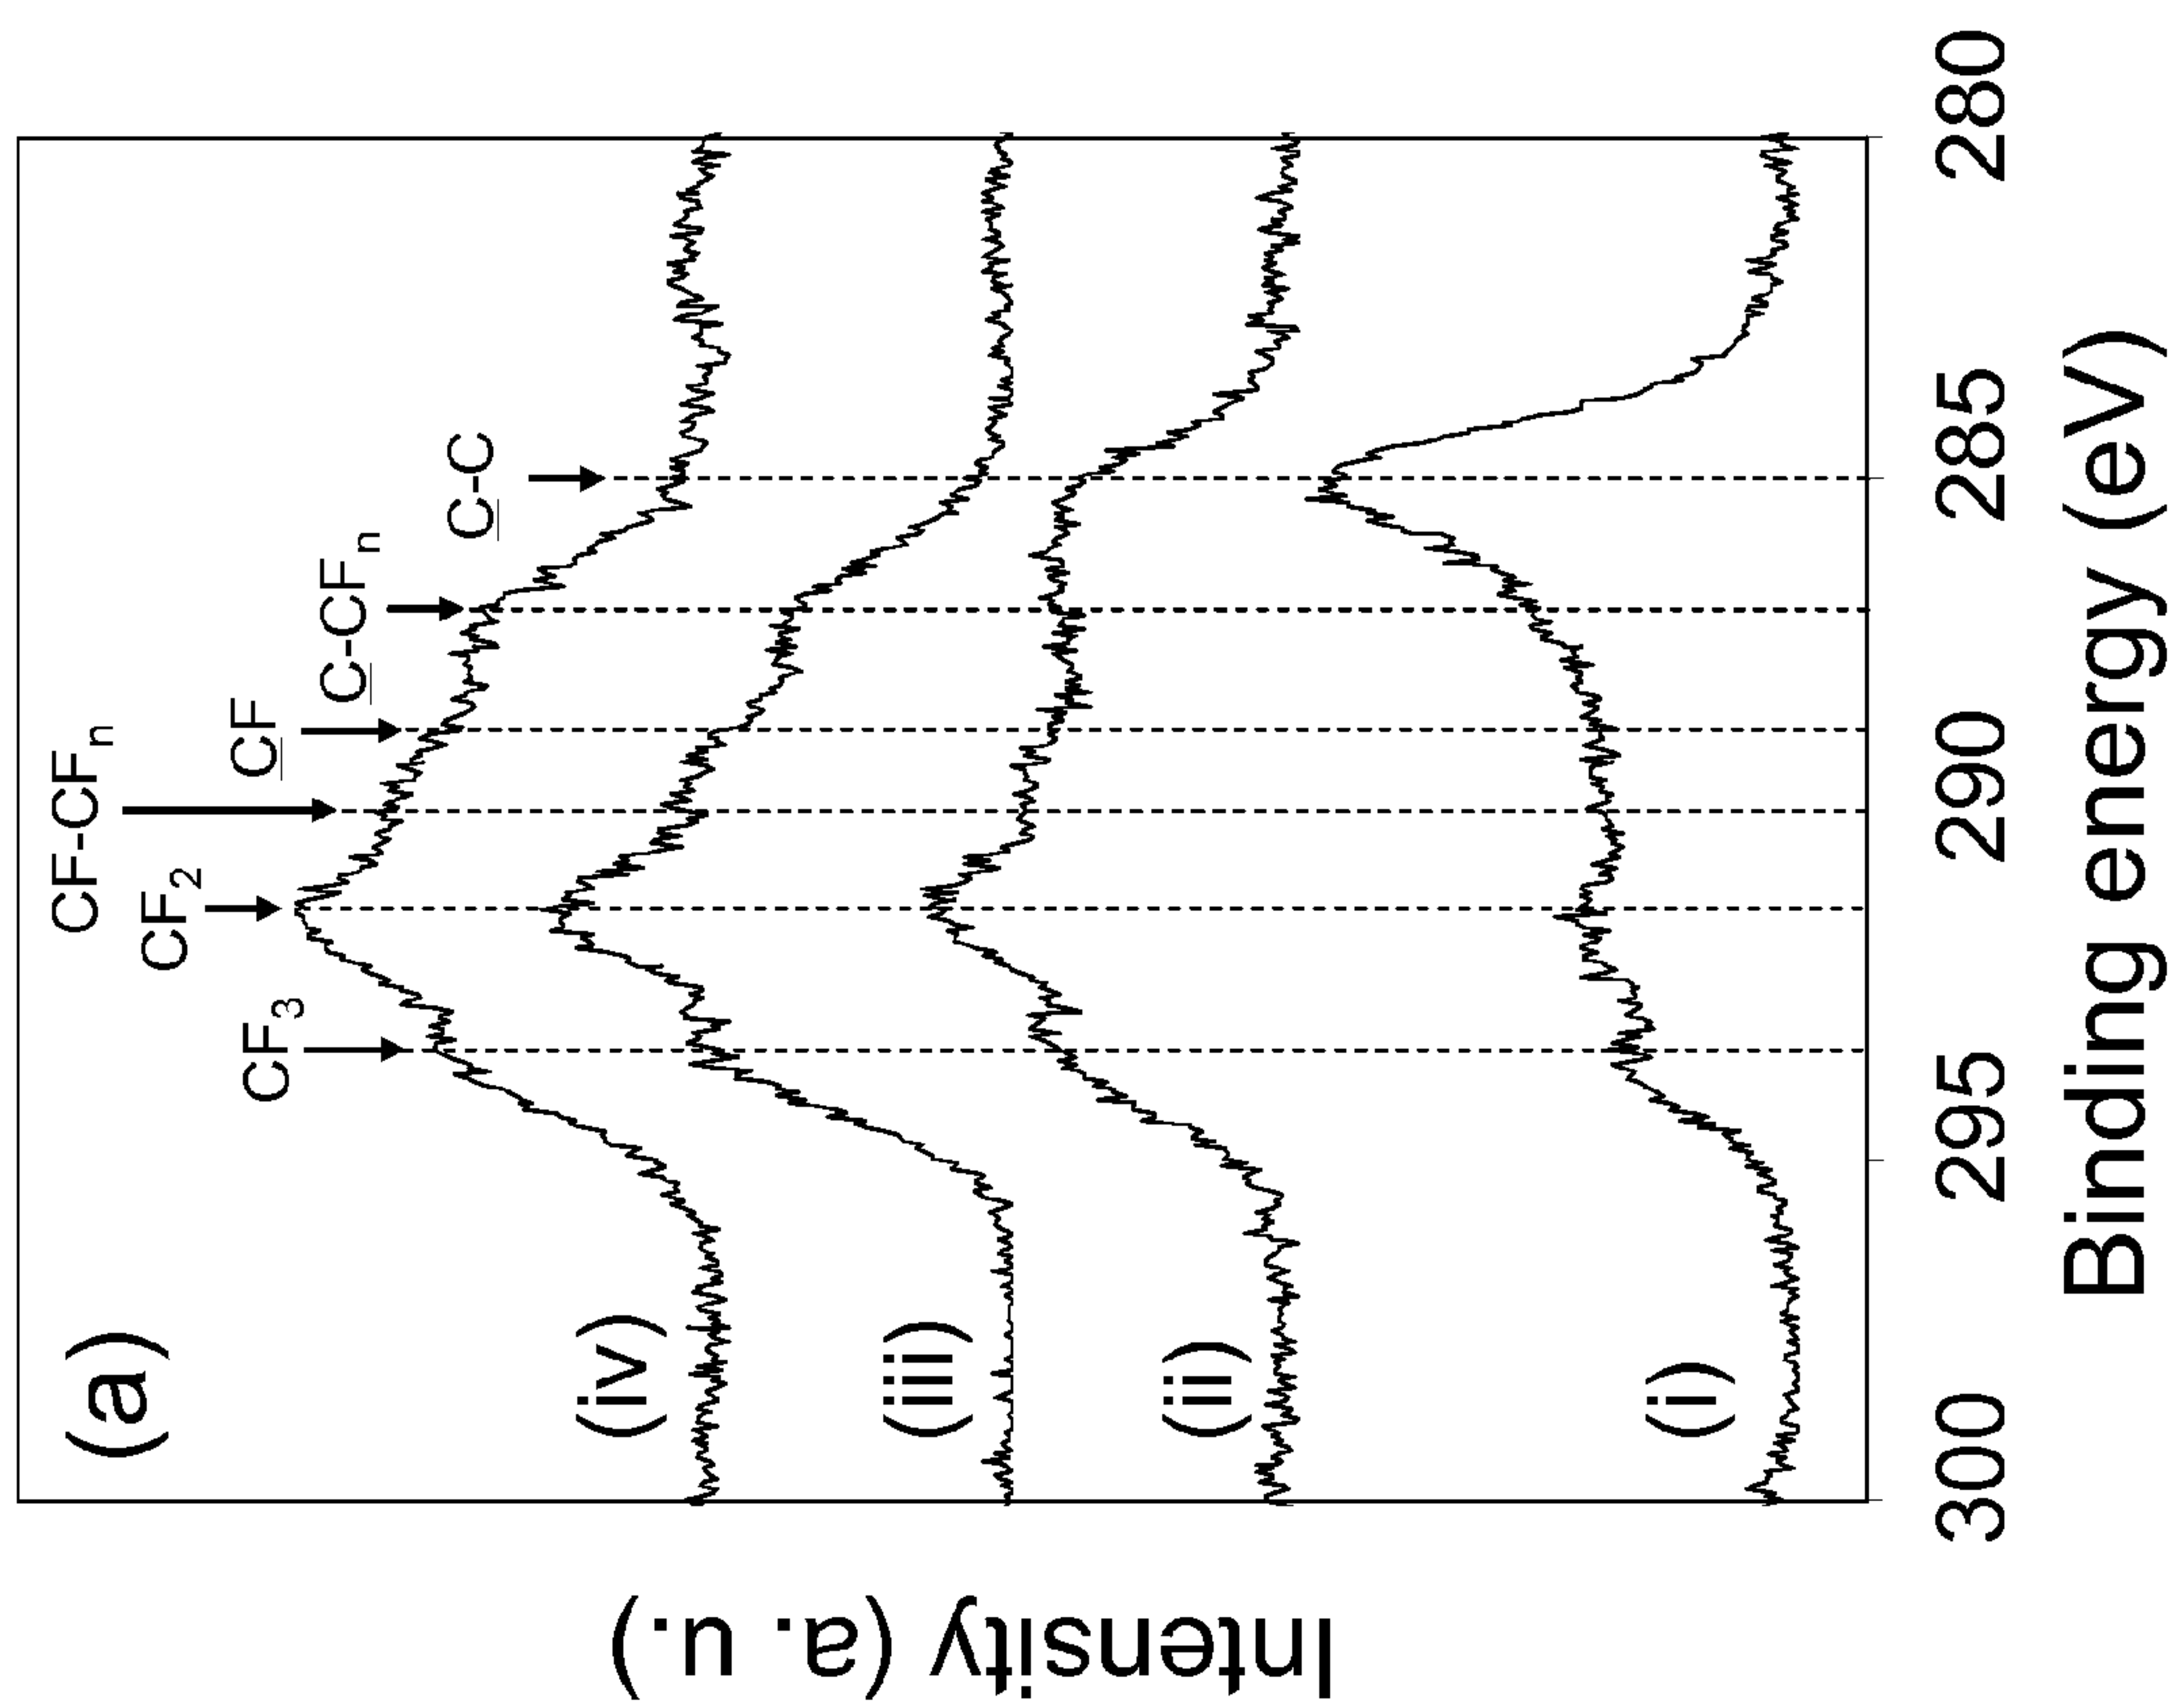 (a)
CF-CFn
CF2
CF3
CF
C-CFn
C-C
(iv)
(iii)
(ii)
(i)
300 295 290 285 280
Binding energy (eV)
Intensity (a. u.)